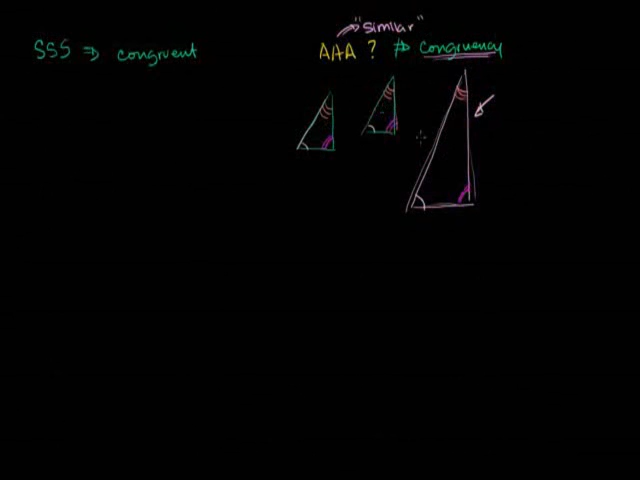 "Similar"
SSS ⇒ congruent
AAA ? ⇏ congruency